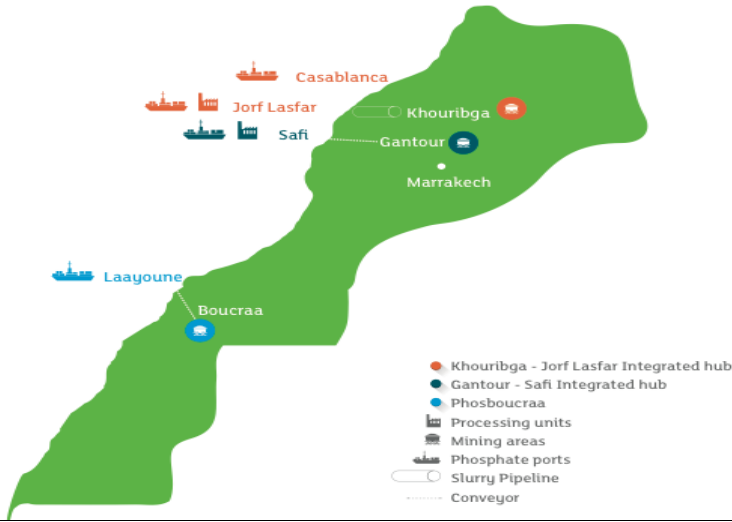 Casablanca
Jorf Lasfar
Khouribga
Safi
Gantour
Marrakech
Laayoune
Boucraa
Khouribga - Jorf Lasfar Integrated hub
Gantour - Safi Integrated hub
Phosboucraa
Processing units
Mining areas
Phosphate ports
Slurry Pipeline
Conveyor